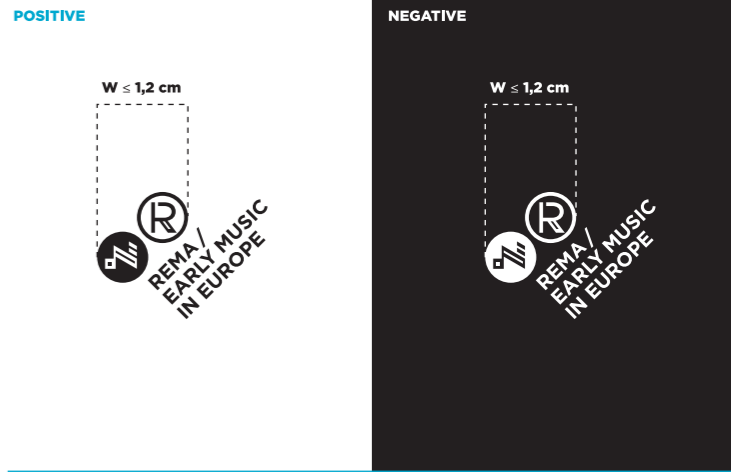 POSITIVE
W ≤ 1,2 cm
R
REMA/
EARLY MUSIC
IN EUROPE
NEGATIVE
W ≤ 1,2 cm
R
REMA/
EARLY MUSIC
IN EUROPE